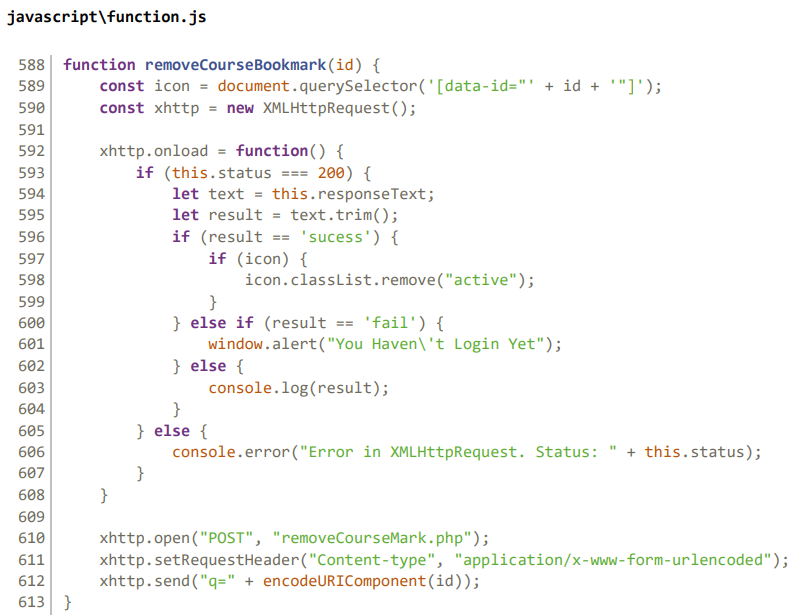 javascript\function.js
588 function removeCourseBookmark(id) {
589     const icon = document.querySelector('[data-id="' + id + '"]');
590     const xhttp = new XMLHttpRequest();
591
592     xhttp.onload = function() {
593         if (this.status === 200) {
594             let text = this.responseText;
595             let result = text.trim();
596             if (result == 'sucess') {
597                 if (icon) {
598                     icon.classList.remove("active");
599                 }
600             } else if (result == 'fail') {
601                 window.alert("You Haven\'t Login Yet");
602             } else {
603                 console.log(result);
604             }
605         } else {
606             console.error("Error in XMLHttpRequest. Status: " + this.status);
607         }
608     }
609
610     xhttp.open("POST", "removeCourseMark.php");
611     xhttp.setRequestHeader("Content-type", "application/x-www-form-urlencoded");
612     xhttp.send("q=" + encodeURIComponent(id));
613 }